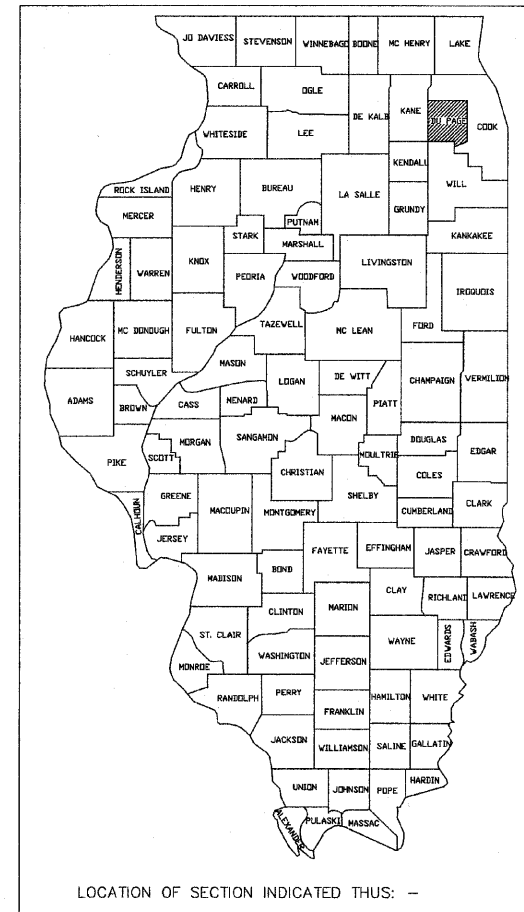 JO DAVIESS STEVENSON WINNEBAGO BOONE MC HENRY LAKE
CARROLL OGLE DE KALB KANE DU PAGE COOK
WHITESIDE LEE
KENDALL WILL
ROCK ISLAND HENRY BUREAU LA SALLE GRUNDY
MERCER PUTNAM
STARK MARSHALL KANKAKEE
HENDERSON WARREN KNOX PEORIA WOODFORD LIVINGSTON IROQUOIS
HANCOCK MC DONOUGH FULTON TAZEWELL MC LEAN FORD
SCHUYLER MASON
ADAMS BROWN CASS MENARD LOGAN DE WITT PIATT CHAMPAIGN VERMILION
MACON
PIKE SCOTT MORGAN SANGAMON MOULTRIE DOUGLAS EDGAR
CHRISTIAN COLES
CALHOUN GREENE MACOUPIN SHELBY CUMBERLAND CLARK
MONTGOMERY
JERSEY FAYETTE EFFINGHAM JASPER CRAWFORD
MADISON BOND
CLAY RICHLAND LAWRENCE
CLINTON MARION
ST. CLAIR WAYNE EDWARDS WABASH
WASHINGTON JEFFERSON
MONROE
RANDOLPH PERRY HAMILTON WHITE
FRANKLIN
JACKSON WILLIAMSON SALINE GALLATIN
UNION JOHNSON POPE HARDIN
ALEXANDER PULASKI MASSAC
LOCATION OF SECTION INDICATED THUS: -